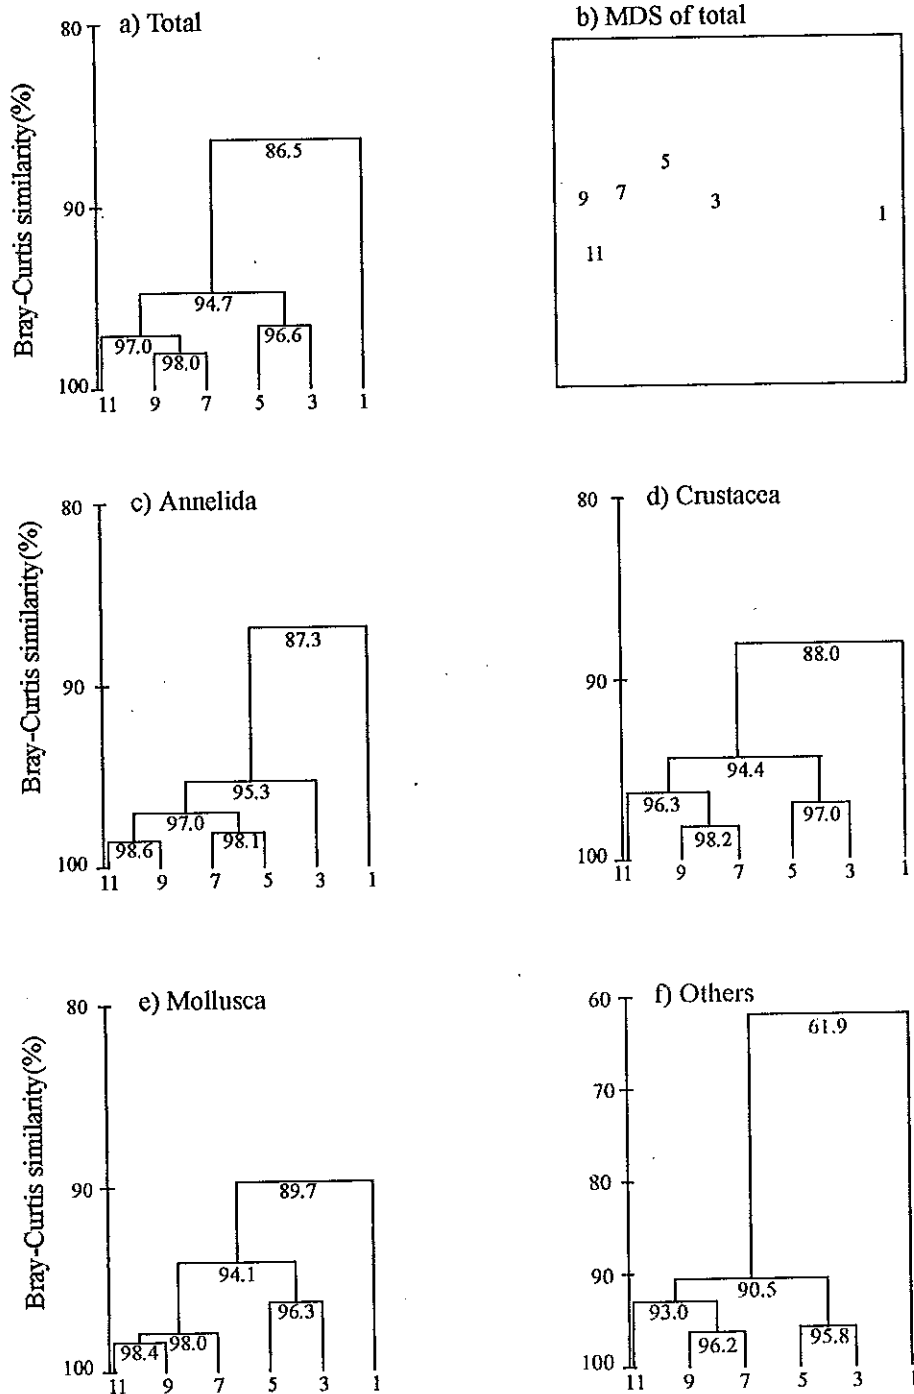 a) Total
Bray-Curtis similarity(%)
80
90
100
86.5
94.7
97.0
98.0
96.6
11 9 7 5 3 1
b) MDS of total
5
9 7 3 1
11
c) Annelida
Bray-Curtis similarity(%)
80
90
100
87.3
95.3
97.0
98.6 98.1
11 9 7 5 3 1
d) Crustacea
80
90
100
88.0
94.4
96.3 97.0
98.2
11 9 7 5 3 1
e) Mollusca
Bray-Curtis similarity(%)
80
90
100
89.7
94.1
96.3
98.4 98.0
11 9 7 5 3 1
f) Others
60
70
80
90
100
61.9
90.5
93.0
96.2 95.8
11 9 7 5 3 1